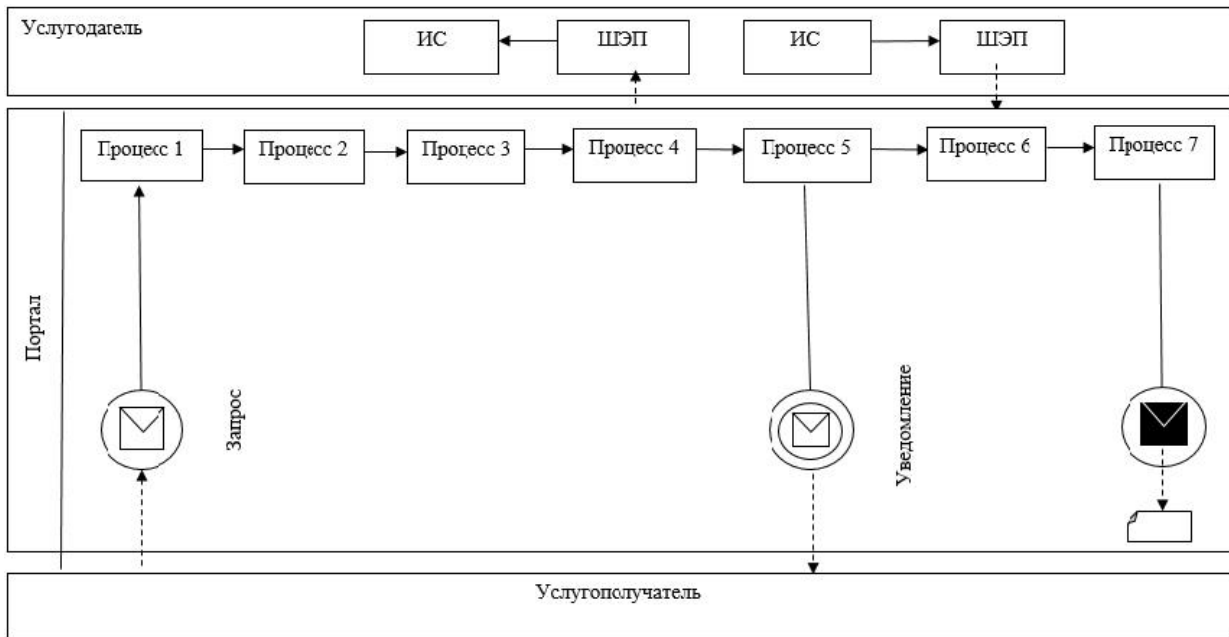 Услугодатель
ИС
ШЭП
ИС
ШЭП
Процесс 1
Процесс 2
Процесс 3
Процесс 4
Процесс 5
Процесс 6
Процесс 7
Портал
Запрос
Уведомление
Услугополучатель